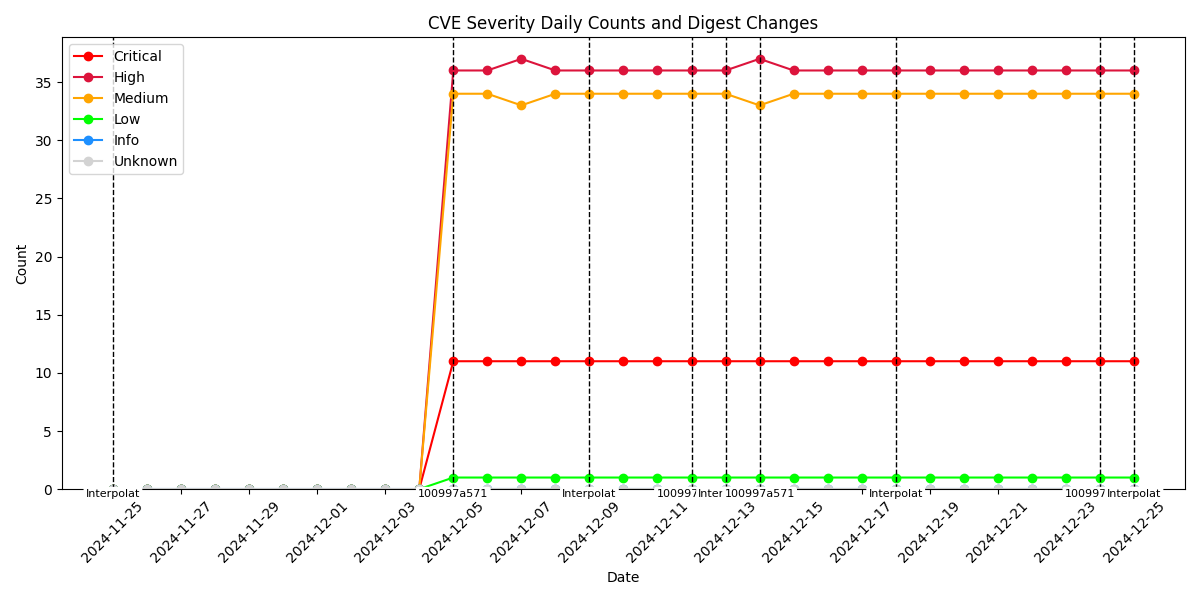 CVE Severity Daily Counts and Digest Changes
Critical
High
Medium
Low
Info
Unknown
Count
35
30
25
20
15
10
5
0
Interpolat
100997a571
Interpolat
100997
Inter
100997a571
Interpolat
100997
Interpolat
2024-11-25
2024-11-27
2024-11-29
2024-12-01
2024-12-03
2024-12-05
2024-12-07
2024-12-09
2024-12-11
2024-12-13
2024-12-15
2024-12-17
2024-12-19
2024-12-21
2024-12-23
2024-12-25
Date